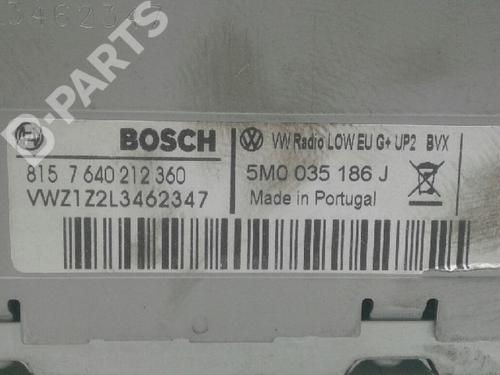 3462347
D-PARTS
BOSCH
VW Radio LOW EU G+ UP2 BVX
815 7 640 212 360
5M0 035 186 J
VWZ1Z2L3462347
Made in Portugal